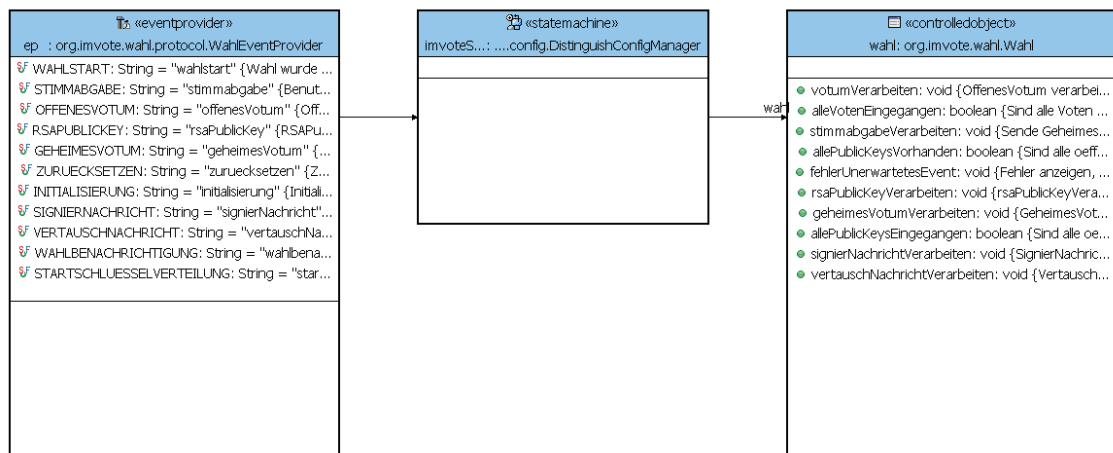 «eventprovider»
ep : org.imvote.wahl.protocol.WahlEventProvider
WAHLSTART: String = "wahlstart" {Wahl wurde ...
STIMMABGABE: String = "stimmabgabe" {Benut...
OFFENESVOTUM: String = "offenesVotum" {Off...
RSAPUBLICKEY: String = "rsaPublicKey" {RSAPu...
GEHEIMESVOTUM: String = "geheimesVotum" {...
ZURUECKSETZEN: String = "zuruecksetzen" {Z...
INITIALISIERUNG: String = "initialisierung" {Initiali...
SIGNIERNACHRICHT: String = "signierNachricht"...
VERTAUSCHNACHRICHT: String = "vertauschNa...
WAHLBENACHRICHTIGUNG: String = "wahlbena...
STARTSCHLUESSELVERTEILUNG: String = "star...
«statemachine»
imvoteS...: ....config.DistinguishConfigManager
wahl
«controlledobject»
wahl: org.imvote.wahl.Wahl
votumVerarbeiten: void {OffenesVotum verarbei...
alleVotenEingegangen: boolean {Sind alle Voten ...
stimmabgabeVerarbeiten: void {Sende Geheimes...
allePublicKeysVorhanden: boolean {Sind alle oeff...
fehlerUnerwartetesEvent: void {Fehler anzeigen, ...
rsaPublicKeyVerarbeiten: void {rsaPublicKeyVera...
geheimesVotumVerarbeiten: void {GeheimesVot...
allePublicKeysEingegangen: boolean {Sind alle oe...
signierNachrichtVerarbeiten: void {SignierNachric...
vertauschNachrichtVerarbeiten: void {Vertausch...